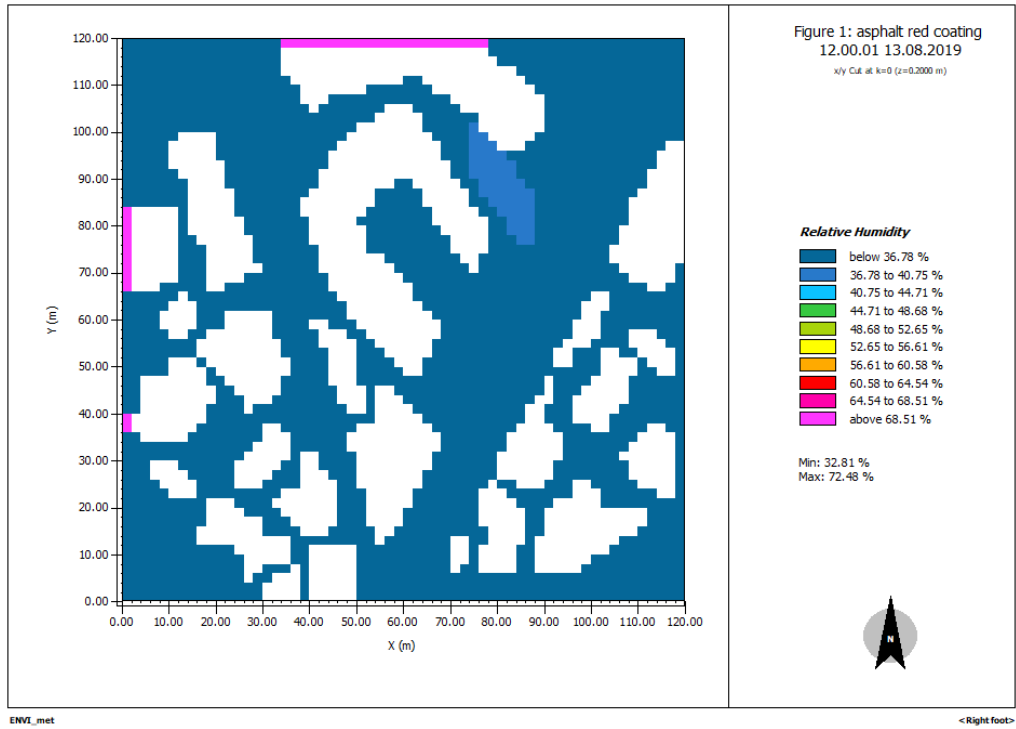 Figure 1: asphalt red coating
12.00.01 13.08.2019
x/y Cut at k=0 (z=0.2000 m)
120.00
110.00
100.00
90.00
80.00
70.00
60.00
50.00
40.00
30.00
20.00
10.00
0.00
Y (m)
0.00 10.00 20.00 30.00 40.00 50.00 60.00 70.00 80.00 90.00 100.00 110.00 120.00
X (m)
Relative Humidity
below 36.78 %
36.78 to 40.75 %
40.75 to 44.71 %
44.71 to 48.68 %
48.68 to 52.65 %
52.65 to 56.61 %
56.61 to 60.58 %
60.58 to 64.54 %
64.54 to 68.51 %
above 68.51 %
Min: 32.81 %
Max: 72.48 %
N
ENVI_met
<Right foot>